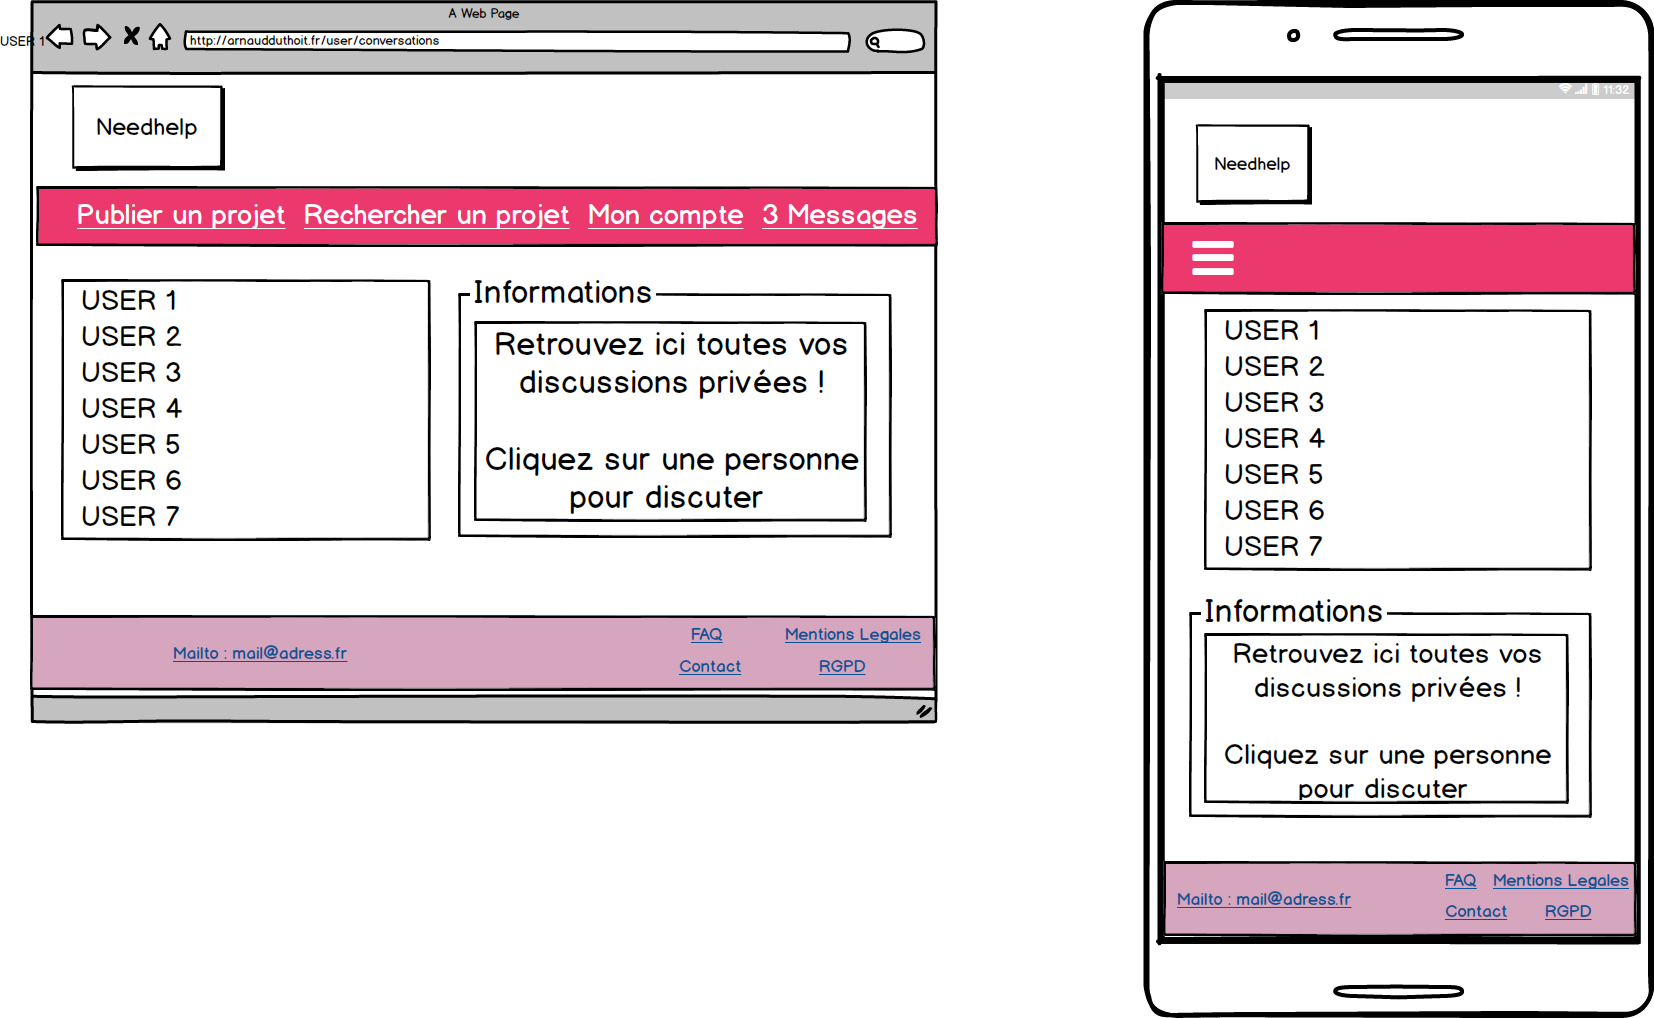 A Web Page
USER 1
http://arnaudduthoit.fr/user/conversations
Needhelp
Publier un projet Rechercher un projet Mon compte 3 Messages
USER 1
USER 2
USER 3
USER 4
USER 5
USER 6
USER 7
Informations
Retrouvez ici toutes vos
discussions privées !
Cliquez sur une personne
pour discuter
Mailto : mail@adress.fr
FAQ Mentions Legales
Contact RGPD
11:32
Needhelp
USER 1
USER 2
USER 3
USER 4
USER 5
USER 6
USER 7
Informations
Retrouvez ici toutes vos
discussions privées !
Cliquez sur une personne
pour discuter
Mailto : mail@adress.fr
FAQ Mentions Legales
Contact RGPD